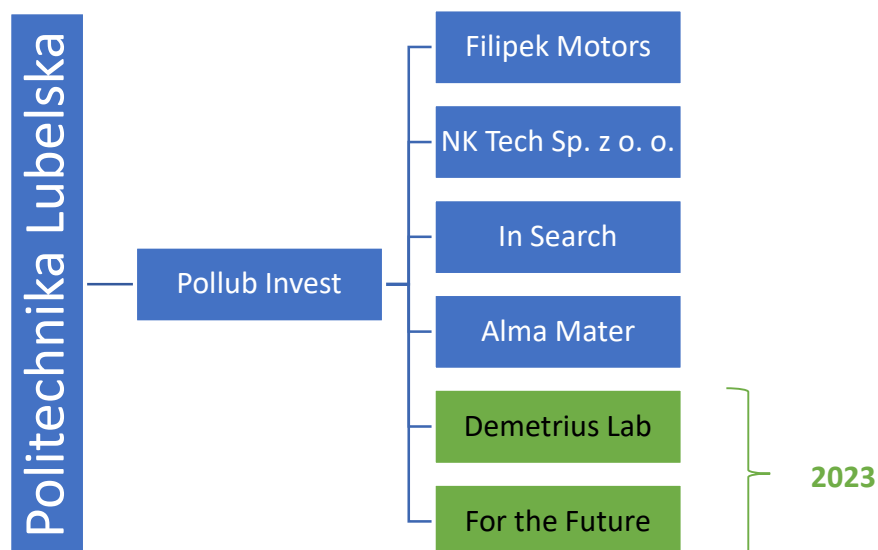 Politechnika Lubelska
Pollub Invest
Filipek Motors
NK Tech Sp. z o. o.
In Search
Alma Mater
Demetrius Lab
For the Future
2023